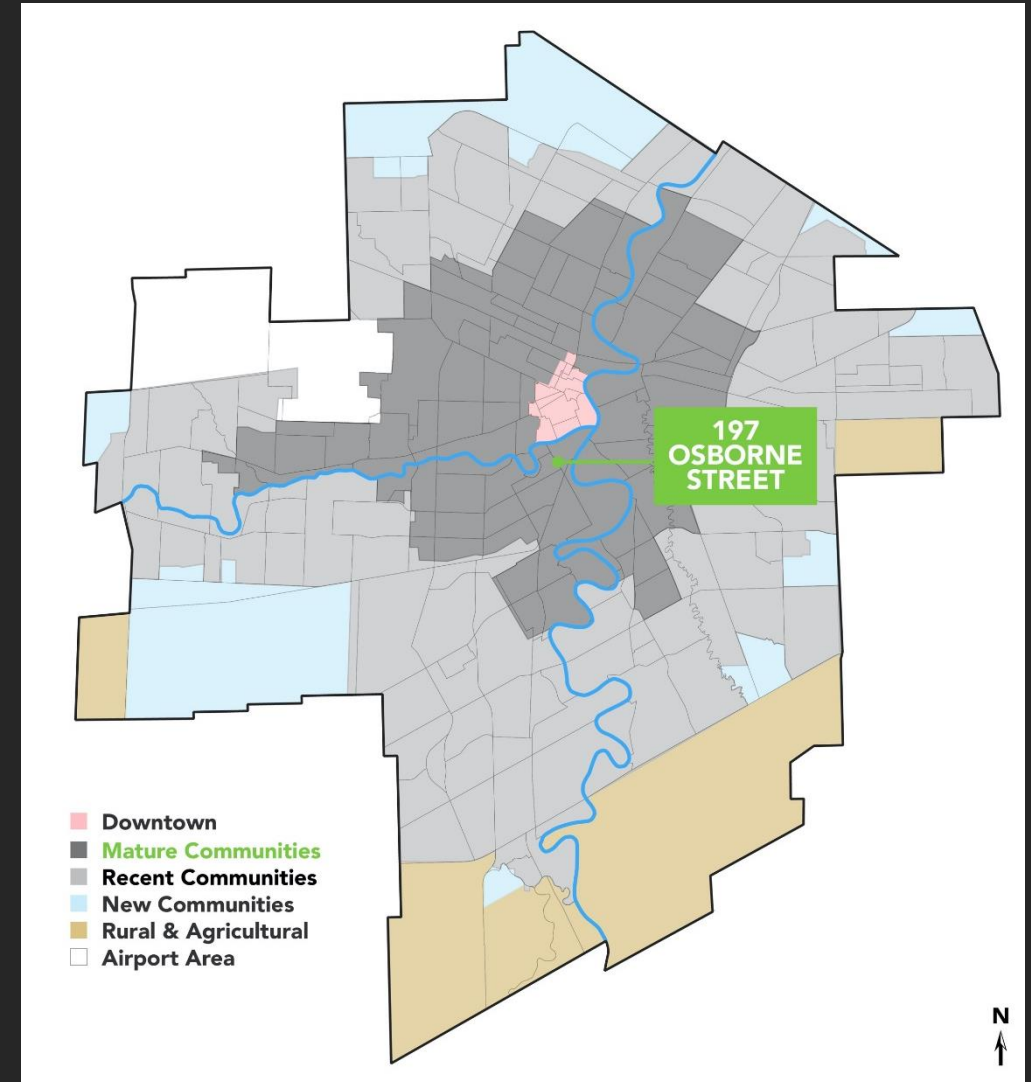 197
OSBORNE
STREET
Downtown
Mature Communities
Recent Communities
New Communities
Rural & Agricultural
Airport Area
N